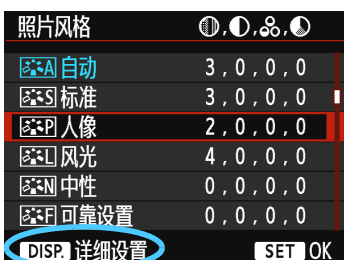 照片风格
A 自动 3,0,0,0
S 标准 3,0,0,0
P 人像 2,0,0,0
L 风光 4,0,0,0
N 中性 0,0,0,0
F 可靠设置 0,0,0,0
DISP. 详细设置 SET OK